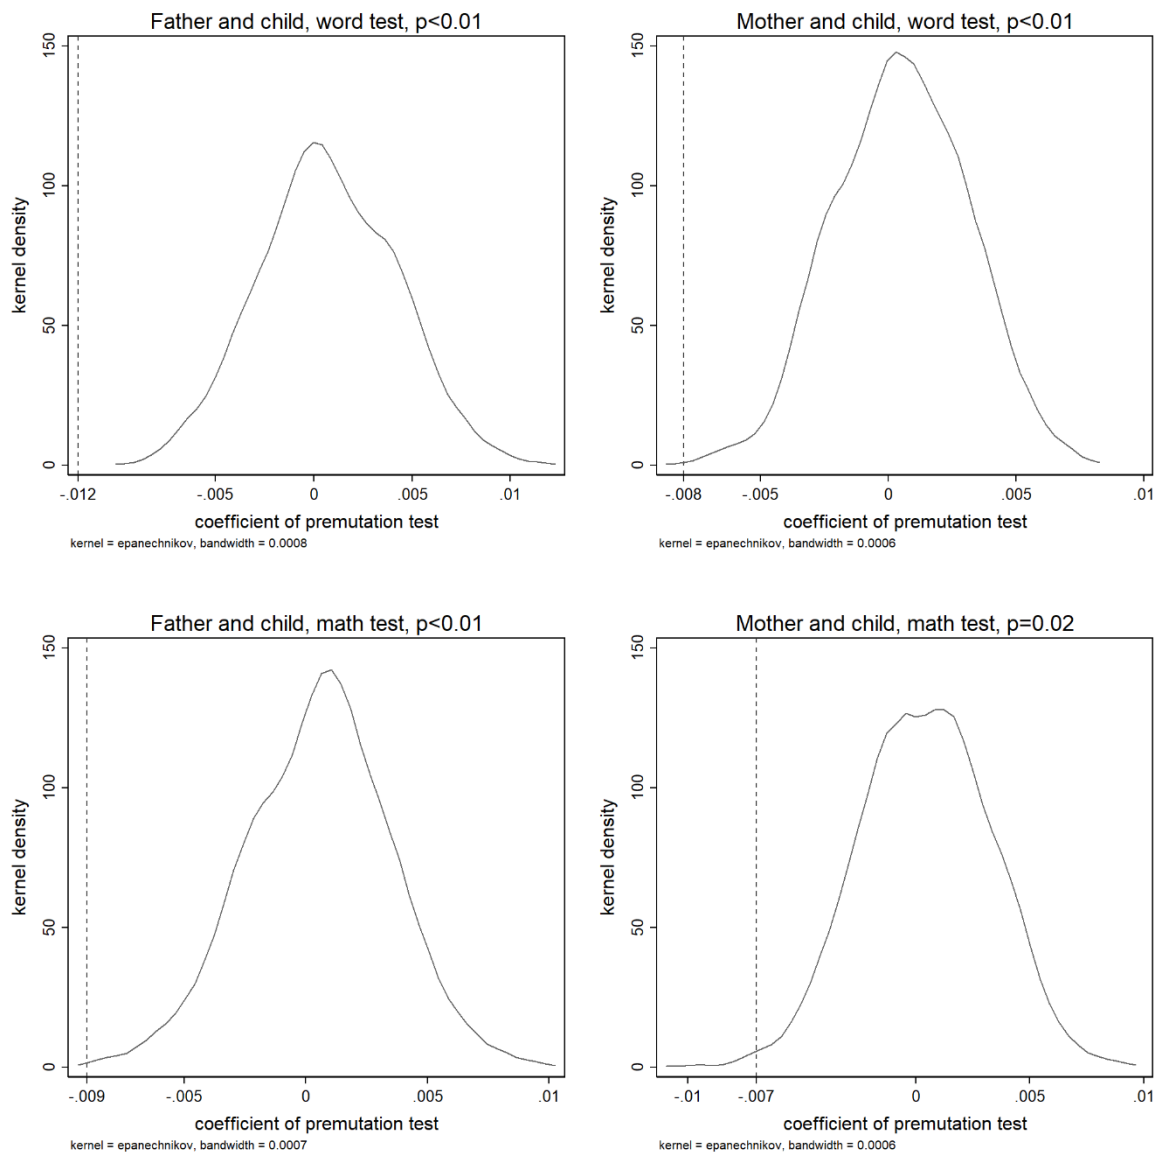 Father and child, word test, p<0.01
150
100
50
0
kernel density
-.012 -.005 0 .005 .01
coefficient of premutation test
kernel = epanechnikov, bandwidth = 0.0008
Mother and child, word test, p<0.01
150
100
50
0
kernel density
-.008 -.005 0 .005 .01
coefficient of premutation test
kernel = epanechnikov, bandwidth = 0.0006
Father and child, math test, p<0.01
150
100
50
0
kernel density
-.009 -.005 0 .005 .01
coefficient of premutation test
kernel = epanechnikov, bandwidth = 0.0007
Mother and child, math test, p=0.02
150
100
50
0
kernel density
-.01 -.007 0 .005 .01
coefficient of premutation test
kernel = epanechnikov, bandwidth = 0.0006